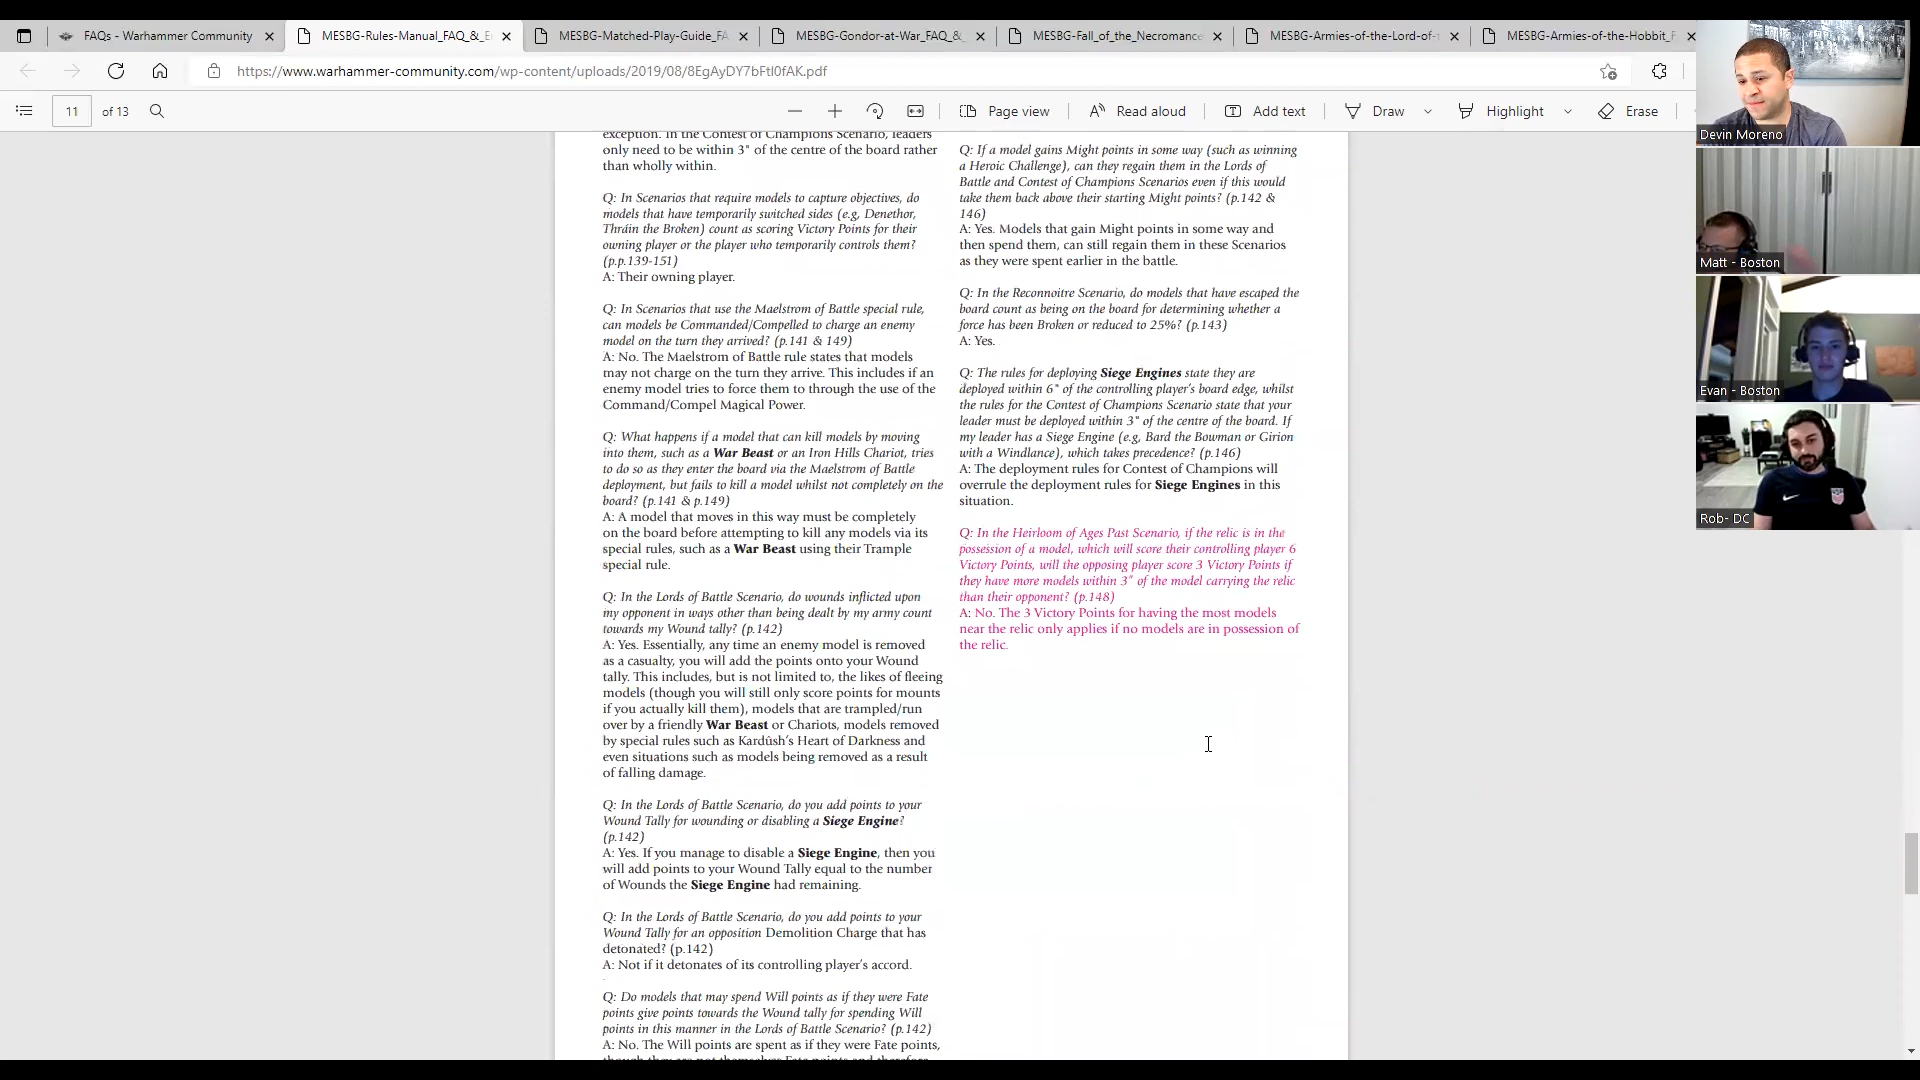 FAQs - Warhammer Community
MESBG-Rules-Manual_FAQ_&_E
MESBG-Matched-Play-Guide_FA
MESBG-Gondor-at-War_FAQ_&_
MESBG-Fall_of_the_Necromance
MESBG-Armies-of-the-Lord-of-t
MESBG-Armies-of-the-Hobbit_F
https://www.warhammer-community.com/wp-content/uploads/2019/08/8EgAyDY7bFtI0fAK.pdf
11 of 13
Page view
Read aloud
Add text
Draw
Highlight
Erase
exception. In the Contest of Champions Scenario, leaders
only need to be within 3" of the centre of the board rather
than wholly within.
Q: In Scenarios that require models to capture objectives, do
models that have temporarily switched sides (e.g, Denethor,
Thráin the Broken) count as scoring Victory Points for their
owning player or the player who temporarily controls them?
(p.p.139-151)
A: Their owning player.
Q: In Scenarios that use the Maelstrom of Battle special rule,
can models be Commanded/Compelled to charge an enemy
model on the turn they arrived? (p.141 & 149)
A: No. The Maelstrom of Battle rule states that models
may not charge on the turn they arrive. This includes if an
enemy model tries to force them to through the use of the
Command/Compel Magical Power.
Q: What happens if a model that can kill models by moving
into them, such as a War Beast or an Iron Hills Chariot, tries
to do so as they enter the board via the Maelstrom of Battle
deployment, but fails to kill a model whilst not completely on the
board? (p.141 & p.149)
A: A model that moves in this way must be completely
on the board before attempting to kill any models via its
special rules, such as a War Beast using their Trample
special rule.
Q: In the Lords of Battle Scenario, do wounds inflicted upon
my opponent in ways other than being dealt by my army count
towards my Wound tally? (p.142)
A: Yes. Essentially, any time an enemy model is removed
as a casualty, you will add the points onto your Wound
tally. This includes, but is not limited to, the likes of fleeing
models (though you will still only score points for mounts
if you actually kill them), models that are trampled/run
over by a friendly War Beast or Chariots, models removed
by special rules such as Kardûsh's Heart of Darkness and
even situations such as models being removed as a result
of falling damage.
Q: In the Lords of Battle Scenario, do you add points to your
Wound Tally for wounding or disabling a Siege Engine?
(p.142)
A: Yes. If you manage to disable a Siege Engine, then you
will add points to your Wound Tally equal to the number
of Wounds the Siege Engine had remaining.
Q: In the Lords of Battle Scenario, do you add points to your
Wound Tally for an opposition Demolition Charge that has
detonated? (p.142)
A: Not if it detonates of its controlling player's accord.
Q: Do models that may spend Will points as if they were Fate
points give points towards the Wound tally for spending Will
points in this manner in the Lords of Battle Scenario? (p.142)
A: No. The Will points are spent as if they were Fate points,
Q: If a model gains Might points in some way (such as winning
a Heroic Challenge), can they regain them in the Lords of
Battle and Contest of Champions Scenarios even if this would
take them back above their starting Might points? (p.142 &
146)
A: Yes. Models that gain Might points in some way and
then spend them, can still regain them in these Scenarios
as they were spent earlier in the battle.
Q: In the Reconnoitre Scenario, do models that have escaped the
board count as being on the board for determining whether a
force has been Broken or reduced to 25%? (p.143)
A: Yes.
Q: The rules for deploying Siege Engines state they are
deployed within 6" of the controlling player's board edge, whilst
the rules for the Contest of Champions Scenario state that your
leader must be deployed within 3" of the centre of the board. If
my leader has a Siege Engine (e.g, Bard the Bowman or Girion
with a Windlance), which takes precedence? (p.146)
A: The deployment rules for Contest of Champions will
overrule the deployment rules for Siege Engines in this
situation.
Q: In the Heirloom of Ages Past Scenario, if the relic is in the
possession of a model, which will score their controlling player 6
Victory Points, will the opposing player score 3 Victory Points if
they have more models within 3" of the model carrying the relic
than their opponent? (p.148)
A: No. The 3 Victory Points for having the most models
near the relic only applies if no models are in possession of
the relic.
Devin Moreno
Matt - Boston
Evan - Boston
Rob- DC